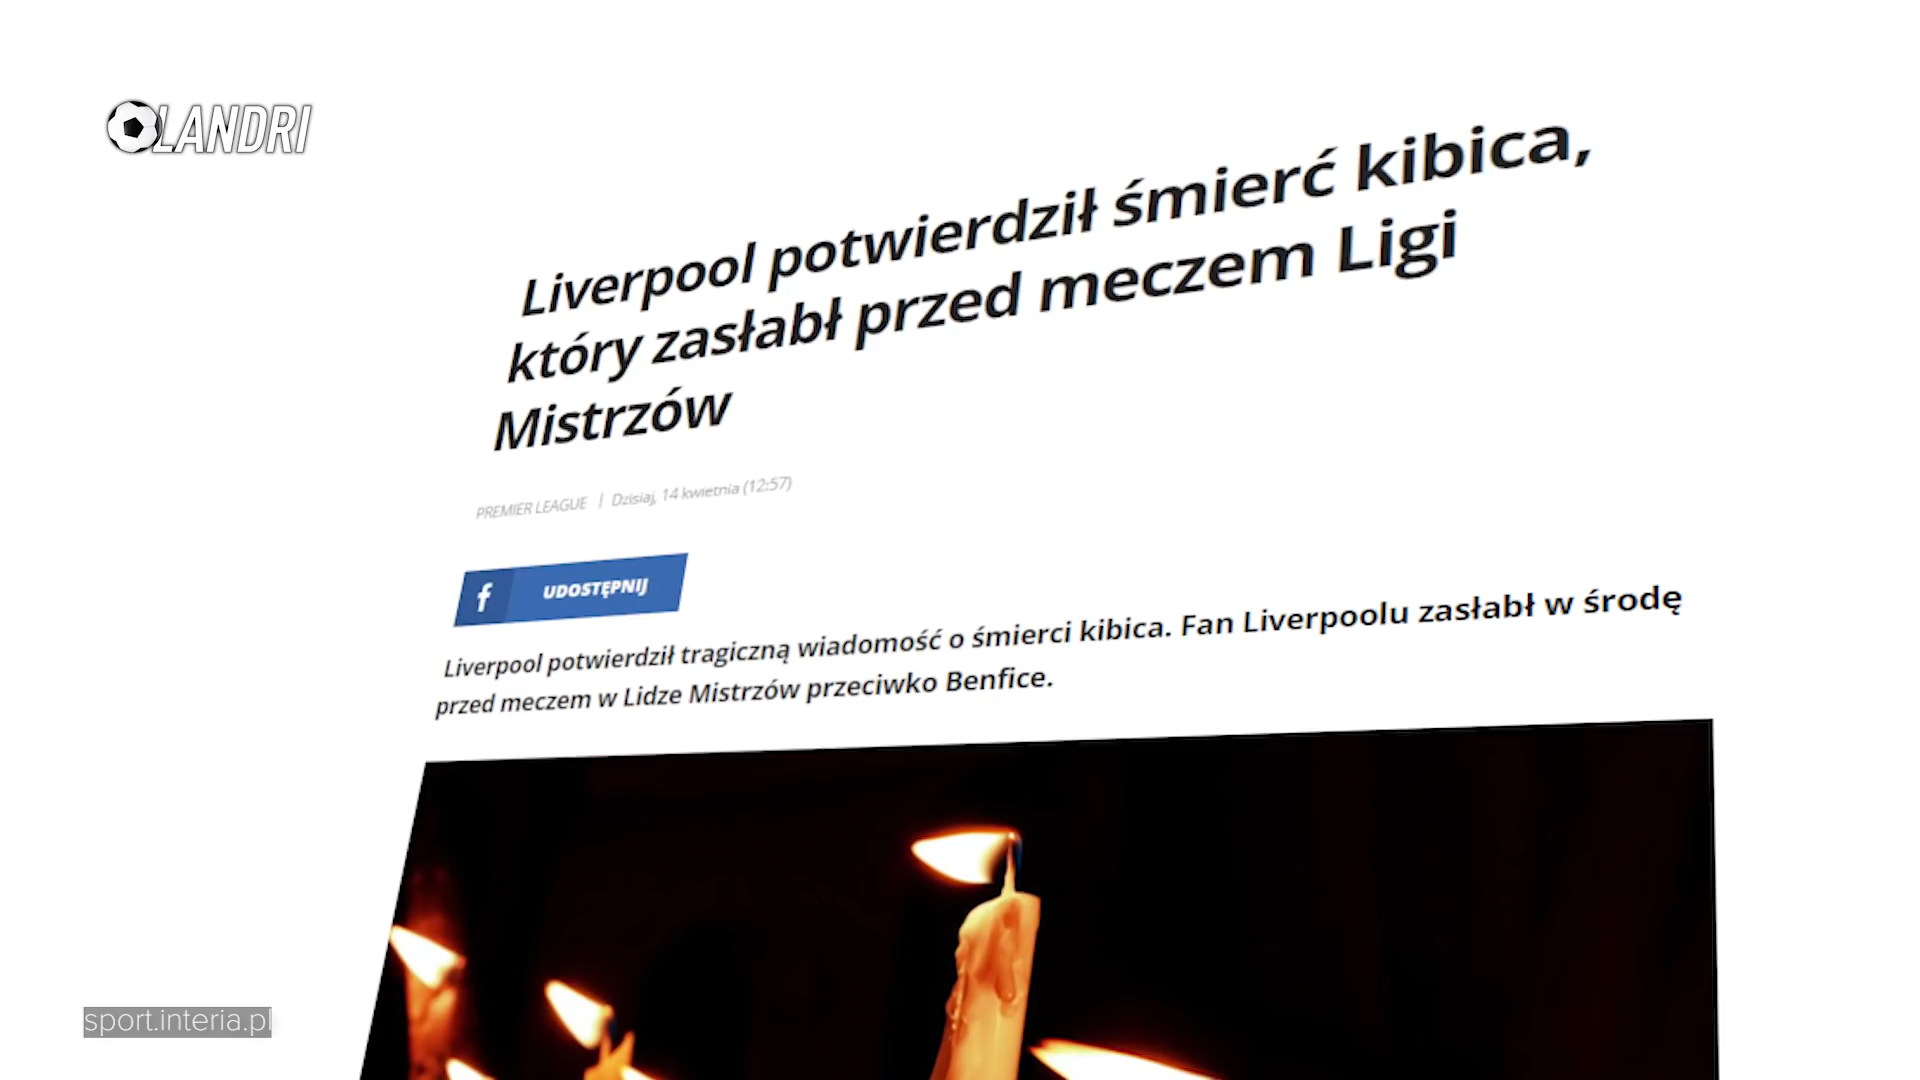 LANDRI
Liverpool potwierdził śmierć kibica,
który zasłabł przed meczem Ligi
Mistrzów
PREMIER LEAGUE | Dzisiaj, 14 kwietnia (12:57)
f UDOSTĘPNIJ
Liverpool potwierdził tragiczną wiadomość o śmierci kibica. Fan Liverpoolu zasłabł w środę
przed meczem w Lidze Mistrzów przeciwko Benfice.
sport.interia.pl